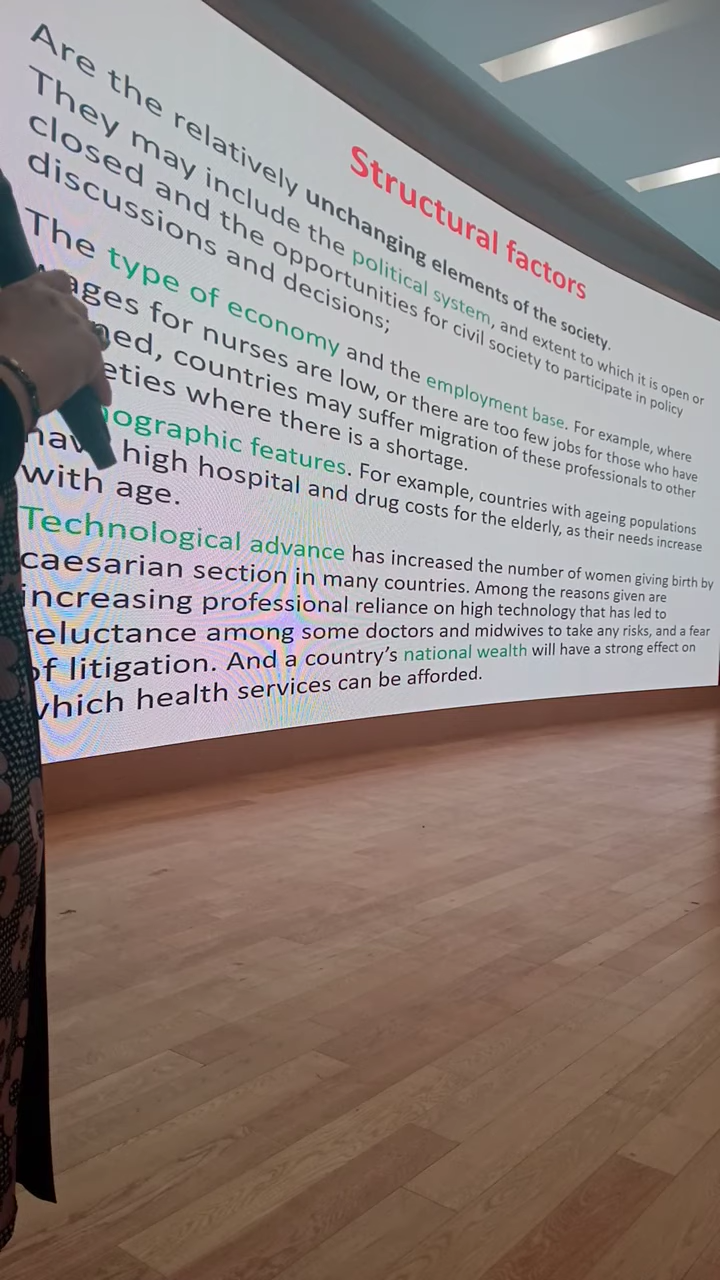 Structural factors
Are the relatively unchanging elements of the society.
They may include the political system, and extent to which it is open or
closed and the opportunities for civil society to participate in policy
discussions and decisions;
The type of economy and the employment base. For example, where
for nurses are low, or there are too few jobs for those who have
countries may suffer migration of these professionals to other
where there is a shortage.
features. For example, countries with ageing populations
high hospital and drug costs for the elderly, as their needs increase
with age.
Technological advance has increased the number of women giving birth by
caesarian section in many countries. Among the reasons given are
increasing professional reliance on high technology that has led to
reluctance among some doctors and midwives to take any risks, and a fear
of litigation. And a country's national wealth will have a strong effect on
which health services can be afforded.